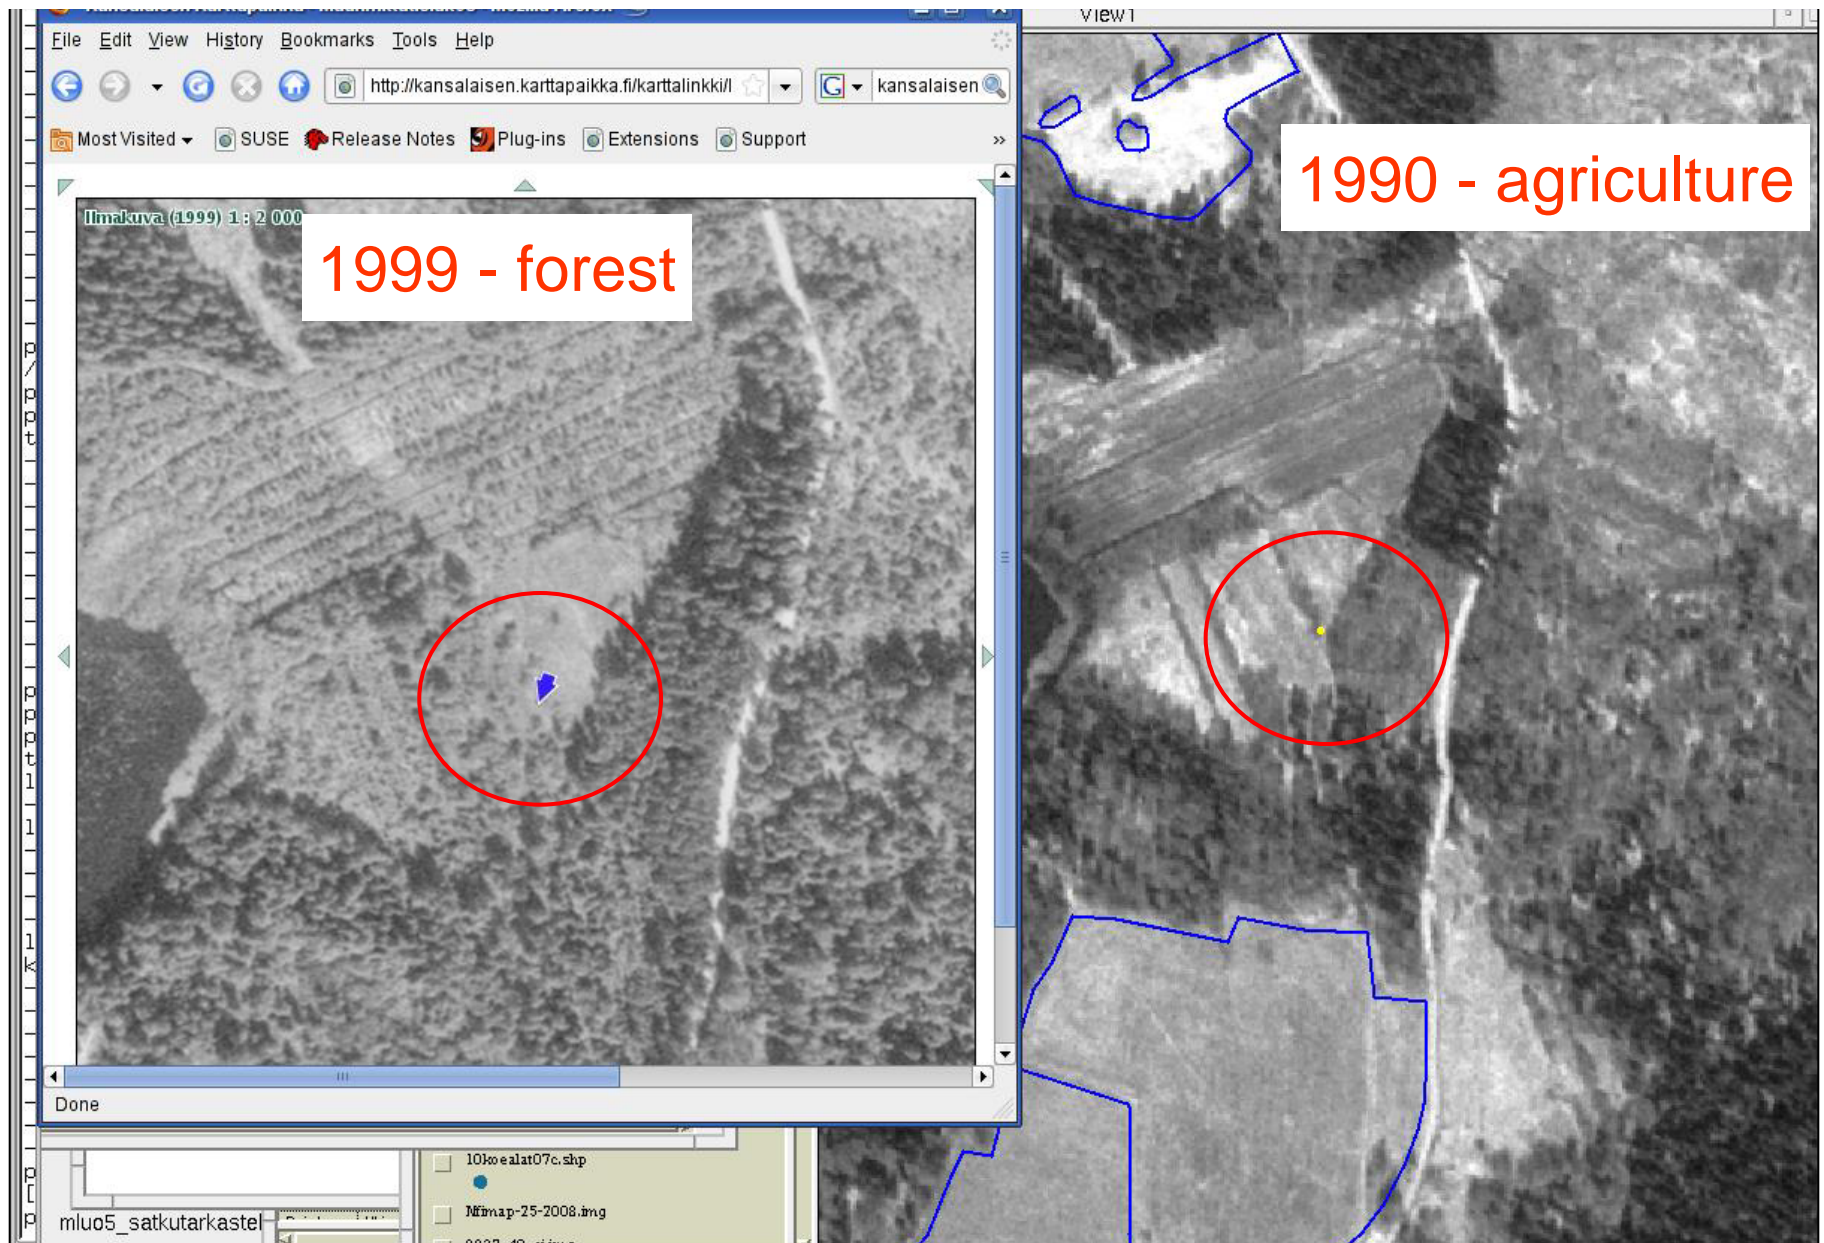 File Edit View History Bookmarks Tools Help
http://kansalaisen.karttapaikka.fi/karttalinkki/l
kansalaisen
Most Visited SUSE Release Notes Plug-ins Extensions Support »
Ilmakuva (1999) 1 : 2 000
1999 - forest
Done
View1
1990 - agriculture
10koealat07c.shp
Nfimap-25-2008.img
mluo5_satkutarkastel